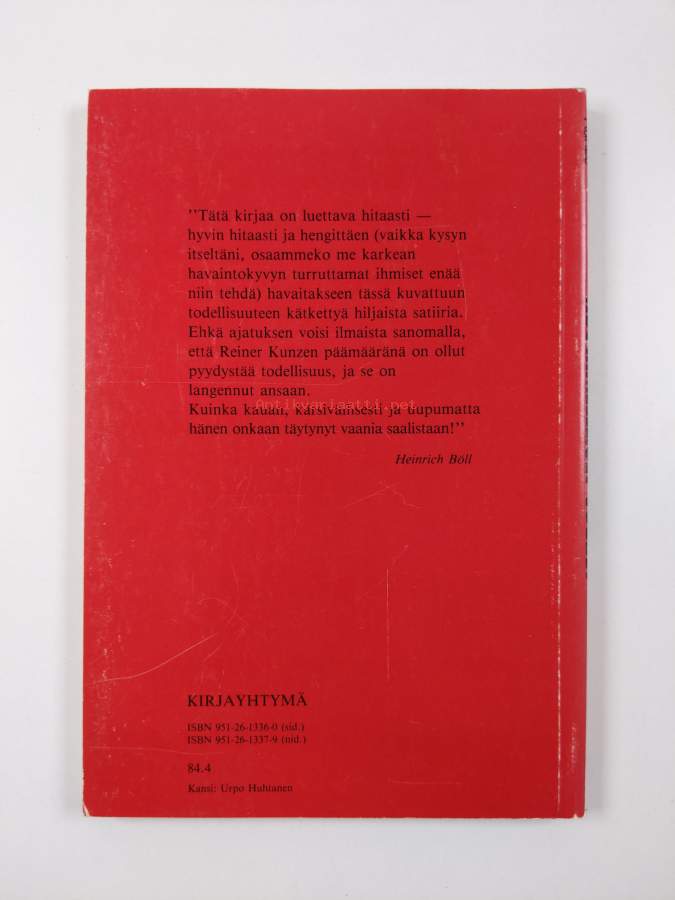 ''Tätä kirjaa on luettava hitaasti —
hyvin hitaasti ja hengittäen (vaikka kysyn
itseltäni, osaammeko me karkean
havaintokyvyn turruttamat ihmiset enää
niin tehdä) havaitakseen tässä kuvattuun
todellisuuteen kätkettyä hiljaista satiiria.
Ehkä ajatuksen voisi ilmaista sanomalla,
että Reiner Kunzen päämääränä on ollut
pyydystää todellisuus, ja se on
langennut ansaan.
Antikvariaatti.net
Kuinka kauan, kärsivällisesti ja uupumatta
hänen onkaan täytynyt vaania saalistaan!''
Heinrich Böll
KIRJAYHTYMÄ
ISBN 951-26-1336-0 (sid.)
ISBN 951-26-1337-9 (nid.)
84.4
Kansi: Urpo Huhtanen